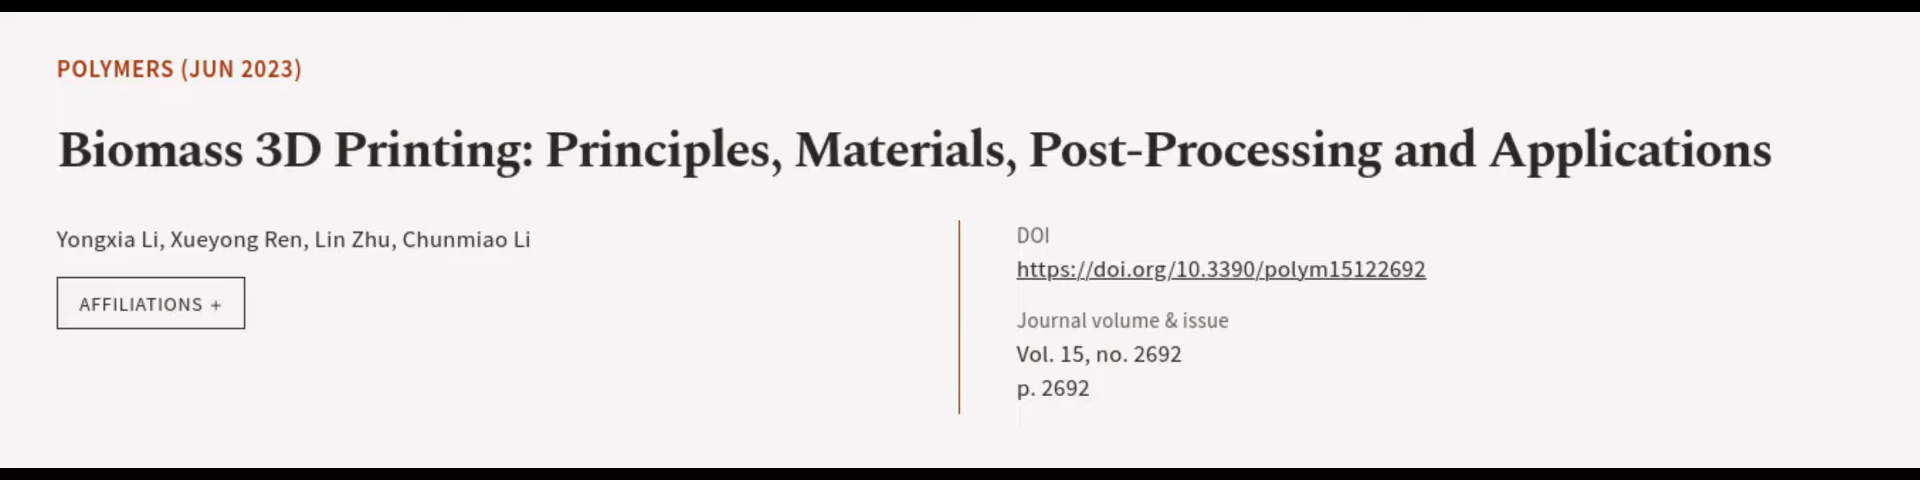 POLYMERS (JUN 2023)
Biomass 3D Printing: Principles, Materials, Post-Processing and Applications
Yongxia Li, Xueyong Ren, Lin Zhu, Chunmiao Li
AFFILIATIONS +
DOI
https://doi.org/10.3390/polym15122692
Journal volume & issue
Vol. 15, no. 2692
p. 2692